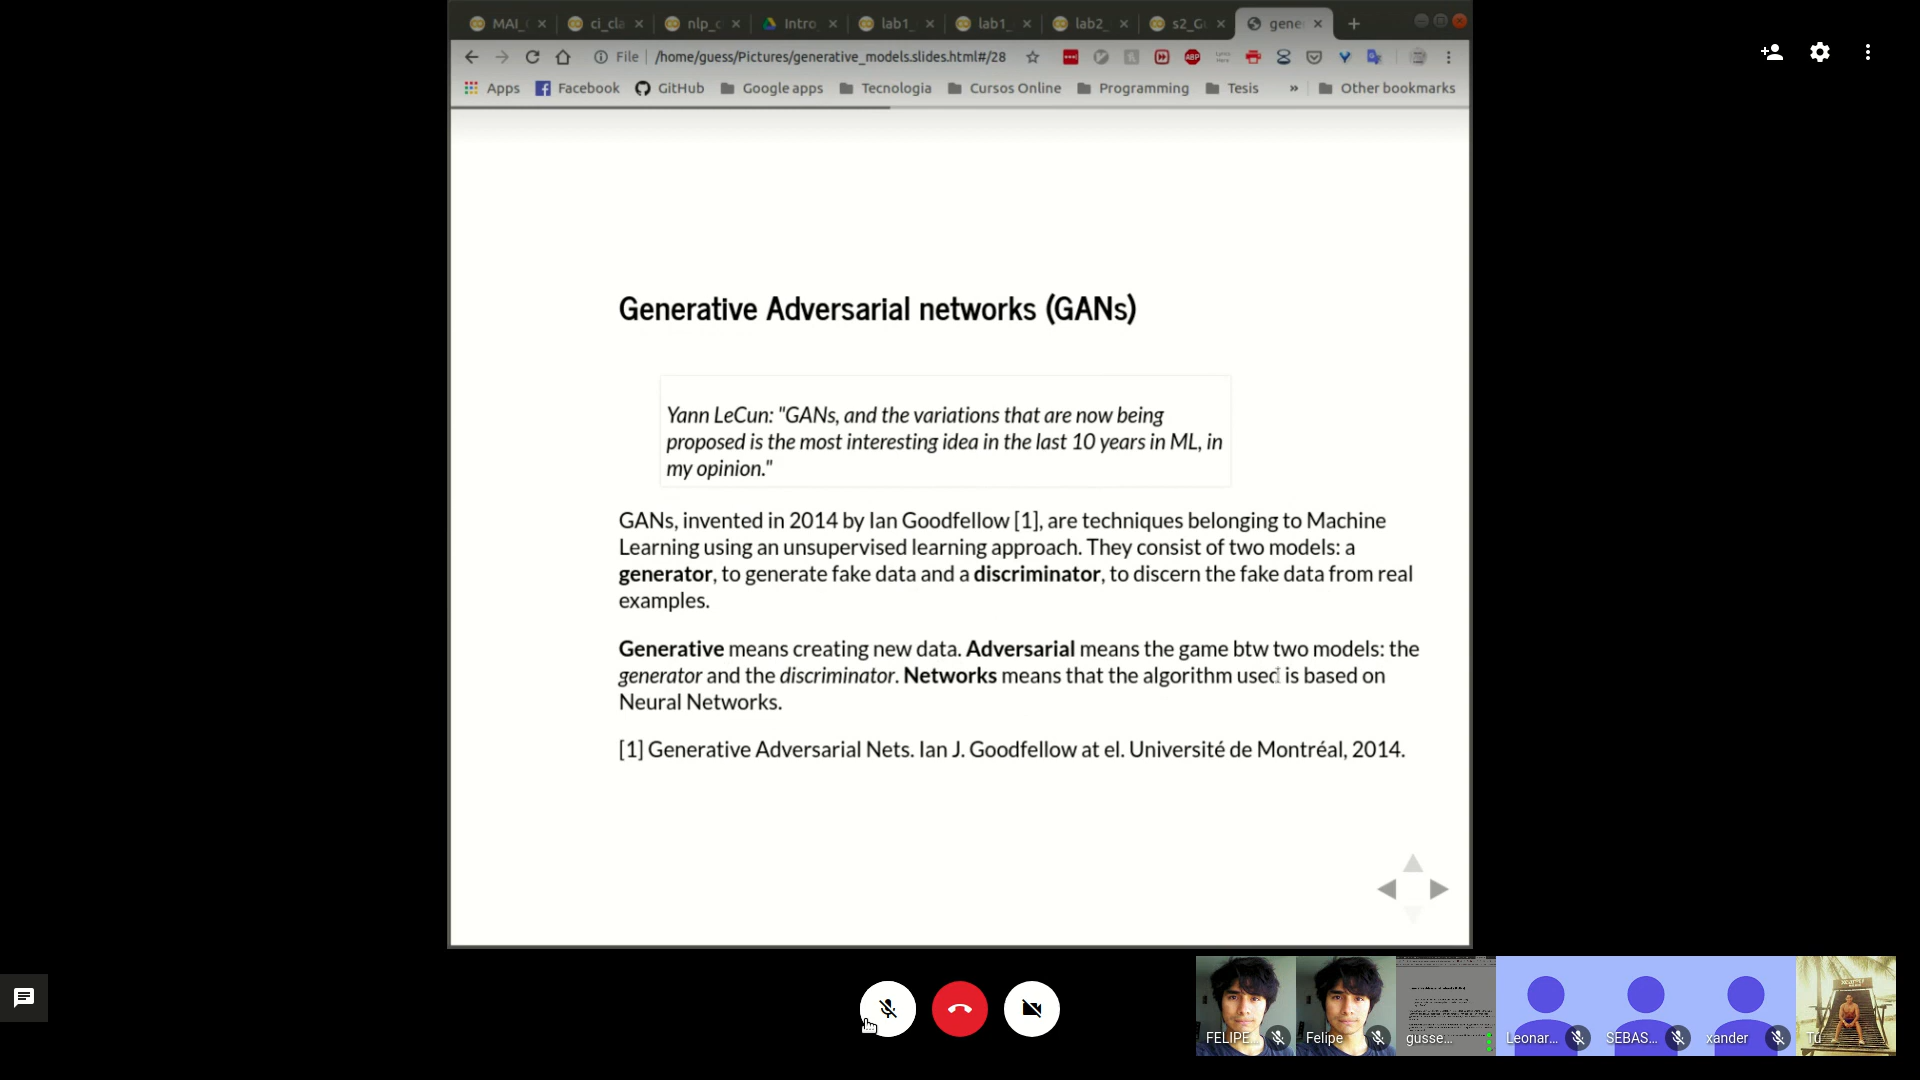 MAI_ ci_cla nlp_c Intro lab1_ lab1_ lab2_ s2_Gu gene
File /home/guess/Pictures/generative_models.slides.html#/28 ABP
Apps Facebook GitHub Google apps Tecnologia Cursos Online Programming Tesis » Other bookmarks
Generative Adversarial networks (GANs)
Yann LeCun: "GANs, and the variations that are now being
proposed is the most interesting idea in the last 10 years in ML, in
my opinion."
GANs, invented in 2014 by Ian Goodfellow [1], are techniques belonging to Machine
Learning using an unsupervised learning approach. They consist of two models: a
generator, to generate fake data and a discriminator, to discern the fake data from real
examples.
Generative means creating new data. Adversarial means the game btw two models: the
generator and the discriminator. Networks means that the algorithm used is based on
Neural Networks.
[1] Generative Adversarial Nets. Ian J. Goodfellow at el. Université de Montréal, 2014.
FELIPE... Felipe gusse... Leonar... SEBAS... xander Tú